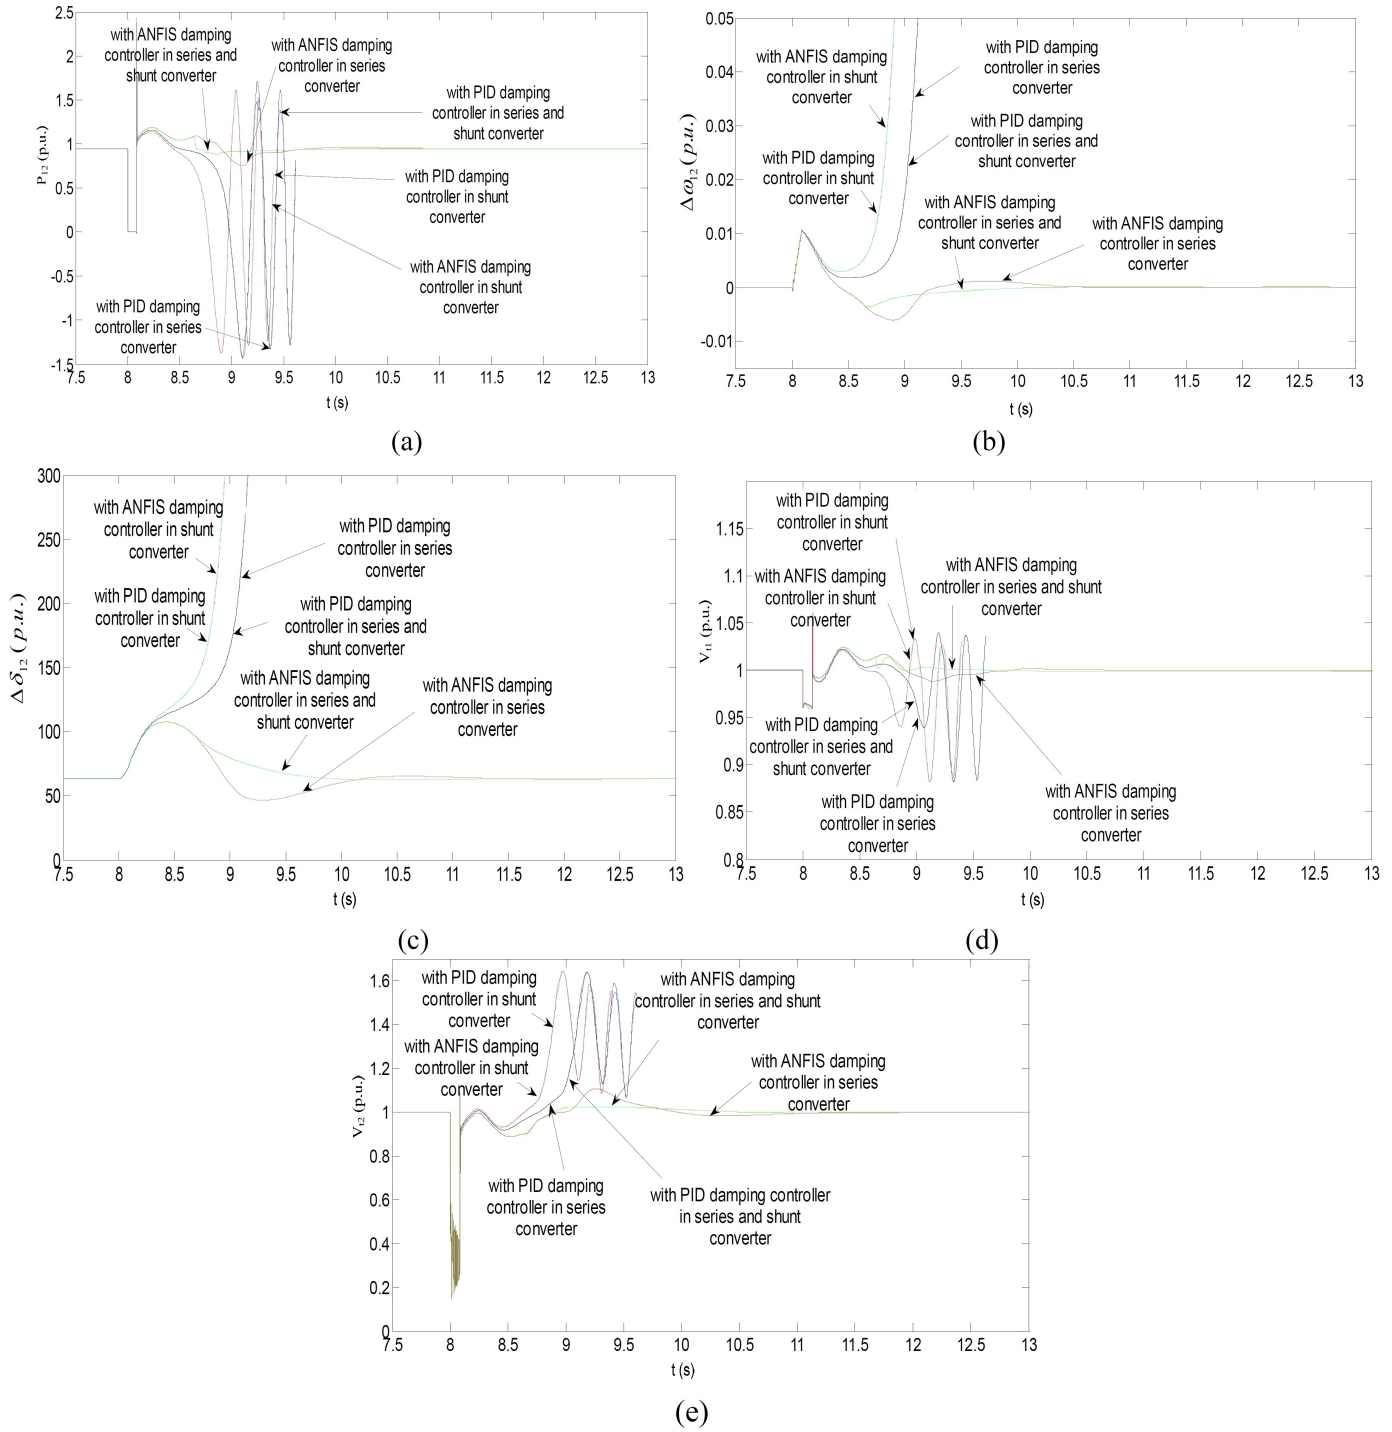 2.5
2
1.5
1
0.5
0
-0.5
-1
-1.5
P12 (p.u.)
with ANFIS damping
controller in series and
shunt converter
with ANFIS damping
controller in series
converter
with PID damping
controller in series and
shunt converter
with PID damping
controller in shunt
converter
with ANFIS damping
controller in shunt
converter
with PID damping
controller in series
converter
7.5 8 8.5 9 9.5 10 10.5 11 11.5 12 12.5 13
t (s)
(a)
0.05
0.04
0.03
0.02
0.01
0
-0.01
Δω12 (p.u.)
with ANFIS damping
controller in shunt
converter
with PID damping
controller in series
converter
with PID damping
controller in series and
shunt converter
with PID damping
controller in shunt
converter
with ANFIS damping
controller in series and
shunt converter
with ANFIS damping
controller in series
converter
7.5 8 8.5 9 9.5 10 10.5 11 11.5 12 12.5 13
t (s)
(b)
300
250
200
150
100
50
0
Δδ12 (p.u.)
with ANFIS damping
controller in shunt
converter
with PID damping
controller in series
converter
with PID damping
controller in shunt
converter
with PID damping
controller in series and
shunt converter
with ANFIS damping
controller in series and
shunt converter
with ANFIS damping
controller in series
converter
7.5 8 8.5 9 9.5 10 10.5 11 11.5 12 12.5 13
t (s)
(c)
1.15
1.1
1.05
1
0.95
0.9
0.85
0.8
Vt1 (p.u.)
with PID damping
controller in shunt
converter
with ANFIS damping
controller in series and shunt
converter
with ANFIS damping
controller in shunt
converter
with PID damping
controller in series and
shunt converter
with PID damping
controller in series
converter
with ANFIS damping
controller in series
converter
7.5 8 8.5 9 9.5 10 10.5 11 11.5 12 12.5 13
t (s)
(d)
1.6
1.4
1.2
1
0.8
0.6
0.4
0.2
0
Vt2 (p.u.)
with PID damping
controller in shunt
converter
with ANFIS damping
controller in series and shunt
converter
with ANFIS damping
controller in shunt
converter
with ANFIS damping
controller in series
converter
with PID damping
controller in series
converter
with PID damping controller
in series and shunt
converter
7.5 8 8.5 9 9.5 10 10.5 11 11.5 12 12.5 13
t (s)
(e)